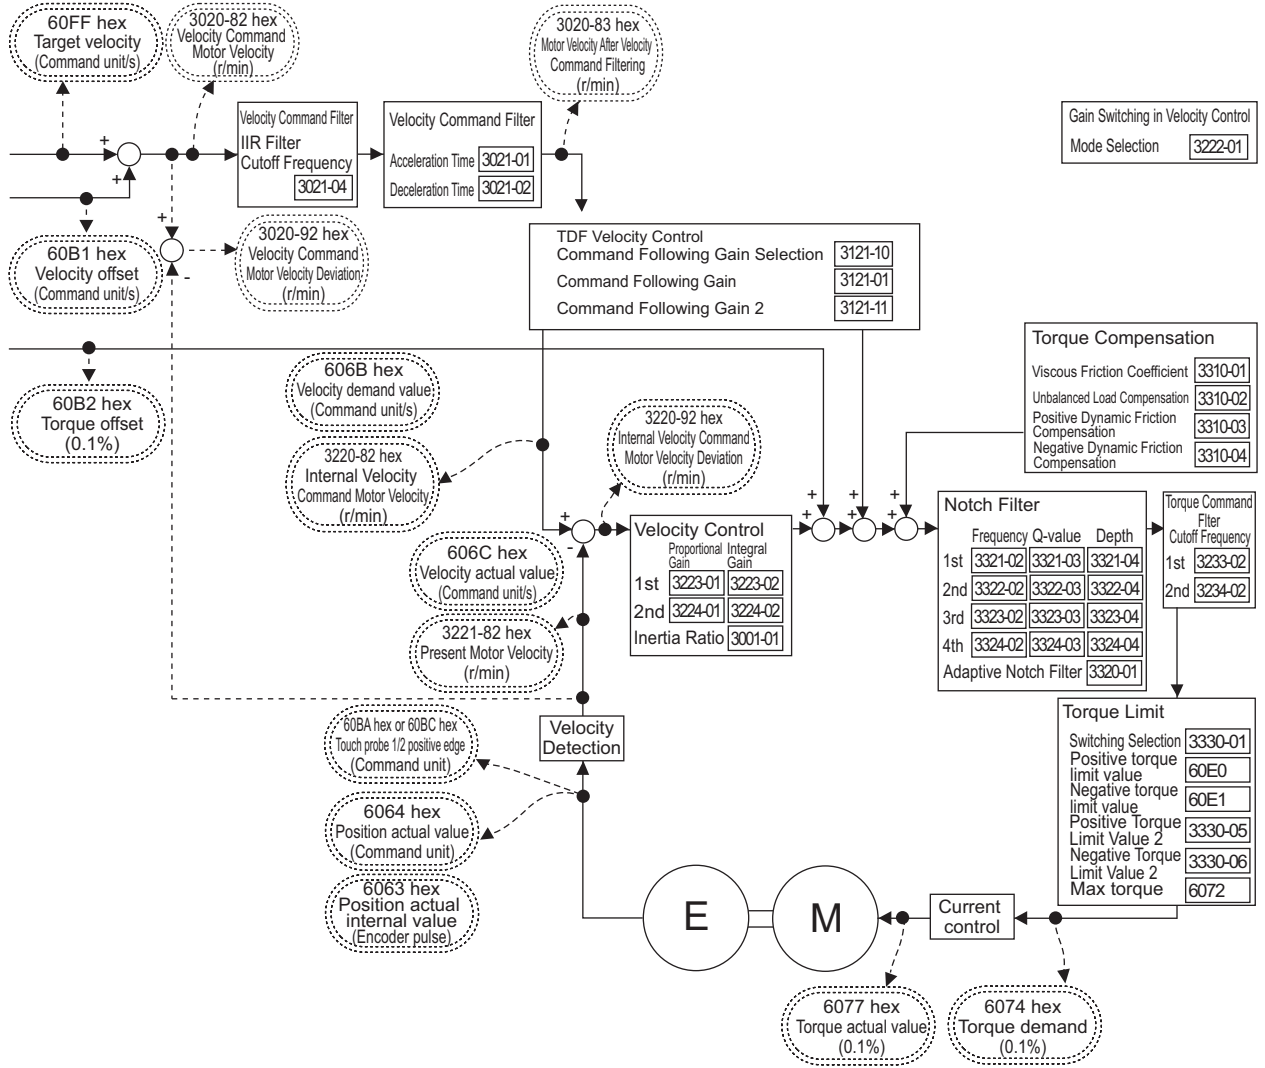 60FF hex
Target velocity
(Command unit/s)
3020-82 hex
Velocity Command
Motor Velocity
(r/min)
3020-83 hex
Motor Velocity After Velocity
Command Filtering
(r/min)
Velocity Command Filter
IIR Filter
Cutoff Frequency
3021-04
Velocity Command Filter
Acceleration Time 3021-01
Deceleration Time 3021-02
Gain Switching in Velocity Control
Mode Selection 3222-01
+
+
+
-
60B1 hex
Velocity offset
(Command unit/s)
3020-92 hex
Velocity Command
Motor Velocity Deviation
(r/min)
TDF Velocity Control
Command Following Gain Selection 3121-10
Command Following Gain 3121-01
Command Following Gain 2 3121-11
60B2 hex
Torque offset
(0.1%)
606B hex
Velocity demand value
(Command unit/s)
3220-82 hex
Internal Velocity
Command Motor Velocity
(r/min)
3220-92 hex
Internal Velocity Command
Motor Velocity Deviation
(r/min)
Torque Compensation
Viscous Friction Coefficient 3310-01
Unbalanced Load Compensation 3310-02
Positive Dynamic Friction
Compensation 3310-03
Negative Dynamic Friction
Compensation 3310-04
+
-
606C hex
Velocity actual value
(Command unit/s)
3221-82 hex
Present Motor Velocity
(r/min)
Velocity Control
Proportional Gain Integral Gain
1st 3223-01 3223-02
2nd 3224-01 3224-02
Inertia Ratio 3001-01
+ + +
+ + +
Notch Filter
Frequency Q-value Depth
1st 3321-02 3321-03 3321-04
2nd 3322-02 3322-03 3322-04
3rd 3323-02 3323-03 3323-04
4th 3324-02 3324-03 3324-04
Adaptive Notch Filter 3320-01
Torque Command
Flter
Cutoff Frequency
1st 3233-02
2nd 3234-02
Velocity
Detection
60BA hex or 60BC hex
Touch probe 1/2 positive edge
(Command unit)
6064 hex
Position actual value
(Command unit)
6063 hex
Position actual
internal value
(Encoder pulse)
Torque Limit
Switching Selection 3330-01
Positive torque
limit value 60E0
Negative torque
limit value 60E1
Positive Torque
Limit Value 2 3330-05
Negative Torque
Limit Value 2 3330-06
Max torque 6072
E
M
Current
control
6077 hex
Torque actual value
(0.1%)
6074 hex
Torque demand
(0.1%)